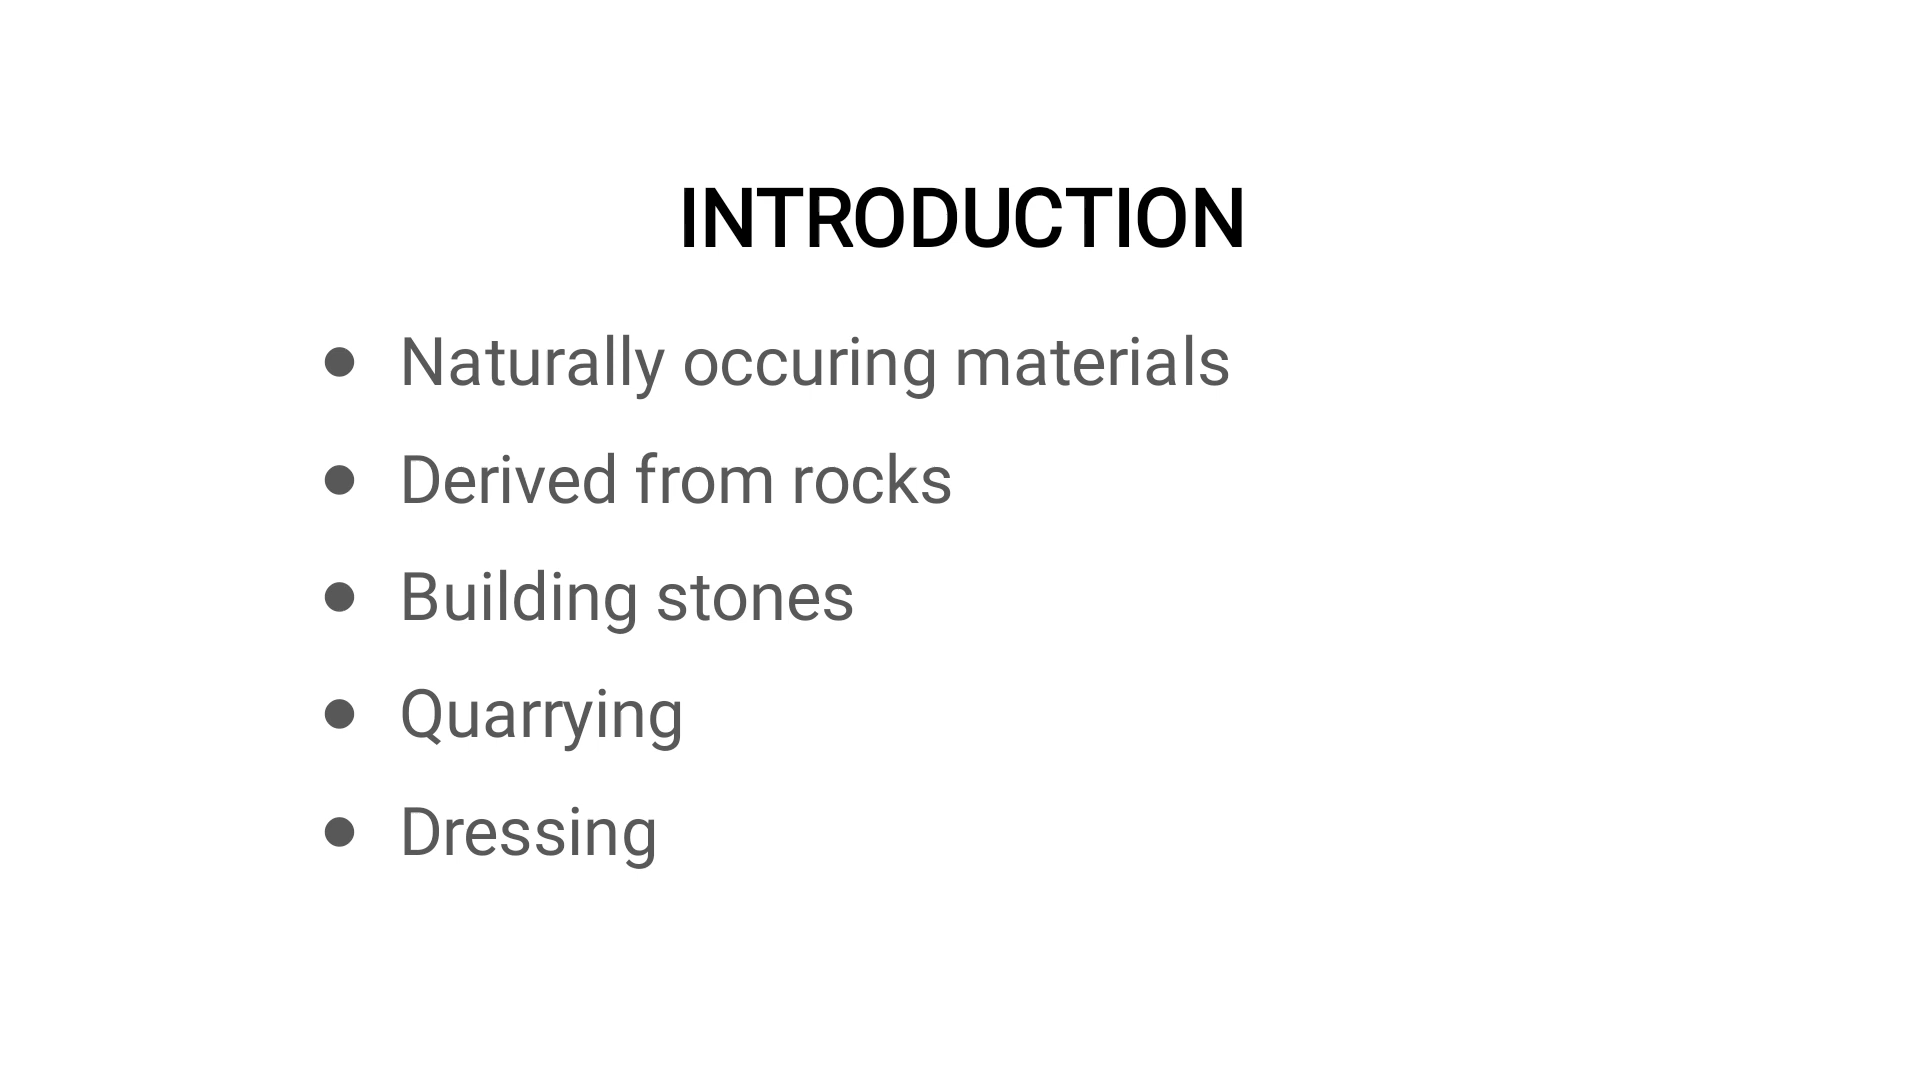 INTRODUCTION
● Naturally occuring materials
● Derived from rocks
● Building stones
● Quarrying
● Dressing